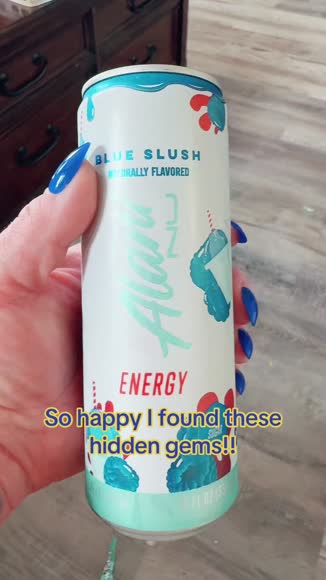 BLUE SLUSH
NATURALLY FLAVORED
Alani
NU
ENERGY
So happy I found these
hidden gems!!